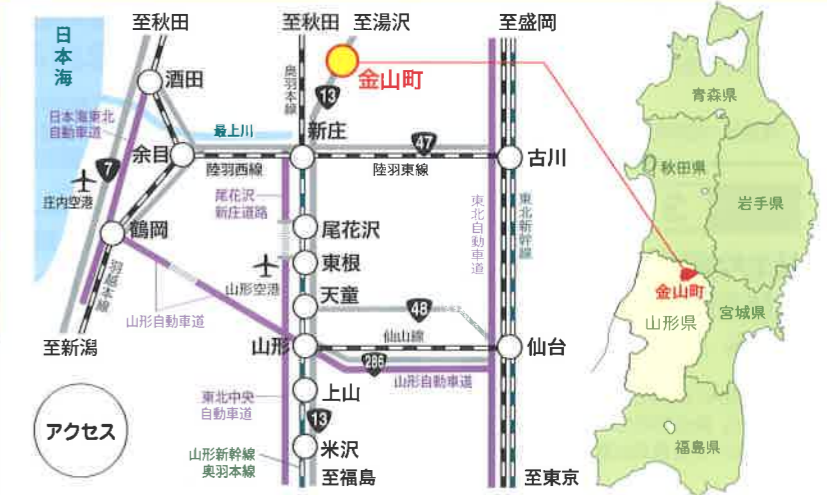 至秋田
至秋田
至湯沢
至盛岡
日本海
酒田
奥羽本線
13
金山町
日本海東北
自動車道
最上川
新庄
47
余目
陸羽西線
陸羽東線
古川
7
庄内空港
尾花沢
新庄道路
鶴岡
尾花沢
東北自動車道
東北新幹線
東根
山形空港
羽越本線
天童
48
山形自動車道
仙山線
至新潟
山形
仙台
286
山形自動車道
上山
東北中央
自動車道
13
アクセス
米沢
山形新幹線
奥羽本線
至福島
至東京
青森県
秋田県
岩手県
金山町
山形県
宮城県
福島県